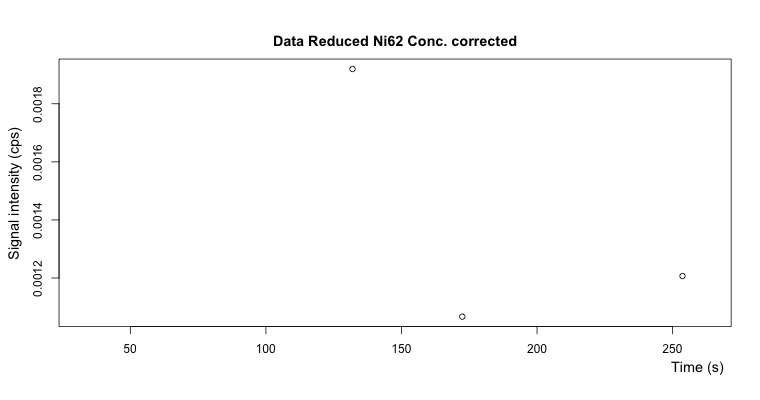 Data Reduced Ni62 Conc. corrected
Signal intensity (cps)
0.0018
0.0016
0.0014
0.0012
50 100 150 200 250
Time (s)